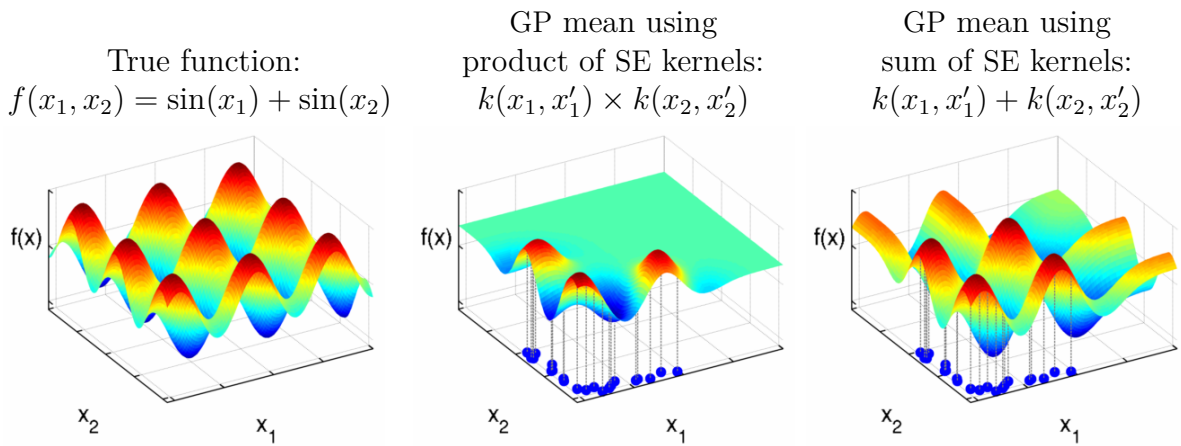 True function:
f(x₁, x₂) = sin(x₁) + sin(x₂)
GP mean using
product of SE kernels:
k(x₁, x′₁) × k(x₂, x′₂)
GP mean using
sum of SE kernels:
k(x₁, x′₁) + k(x₂, x′₂)
f(x)
x₂
x₁
f(x)
x₂
x₁
f(x)
x₂
x₁